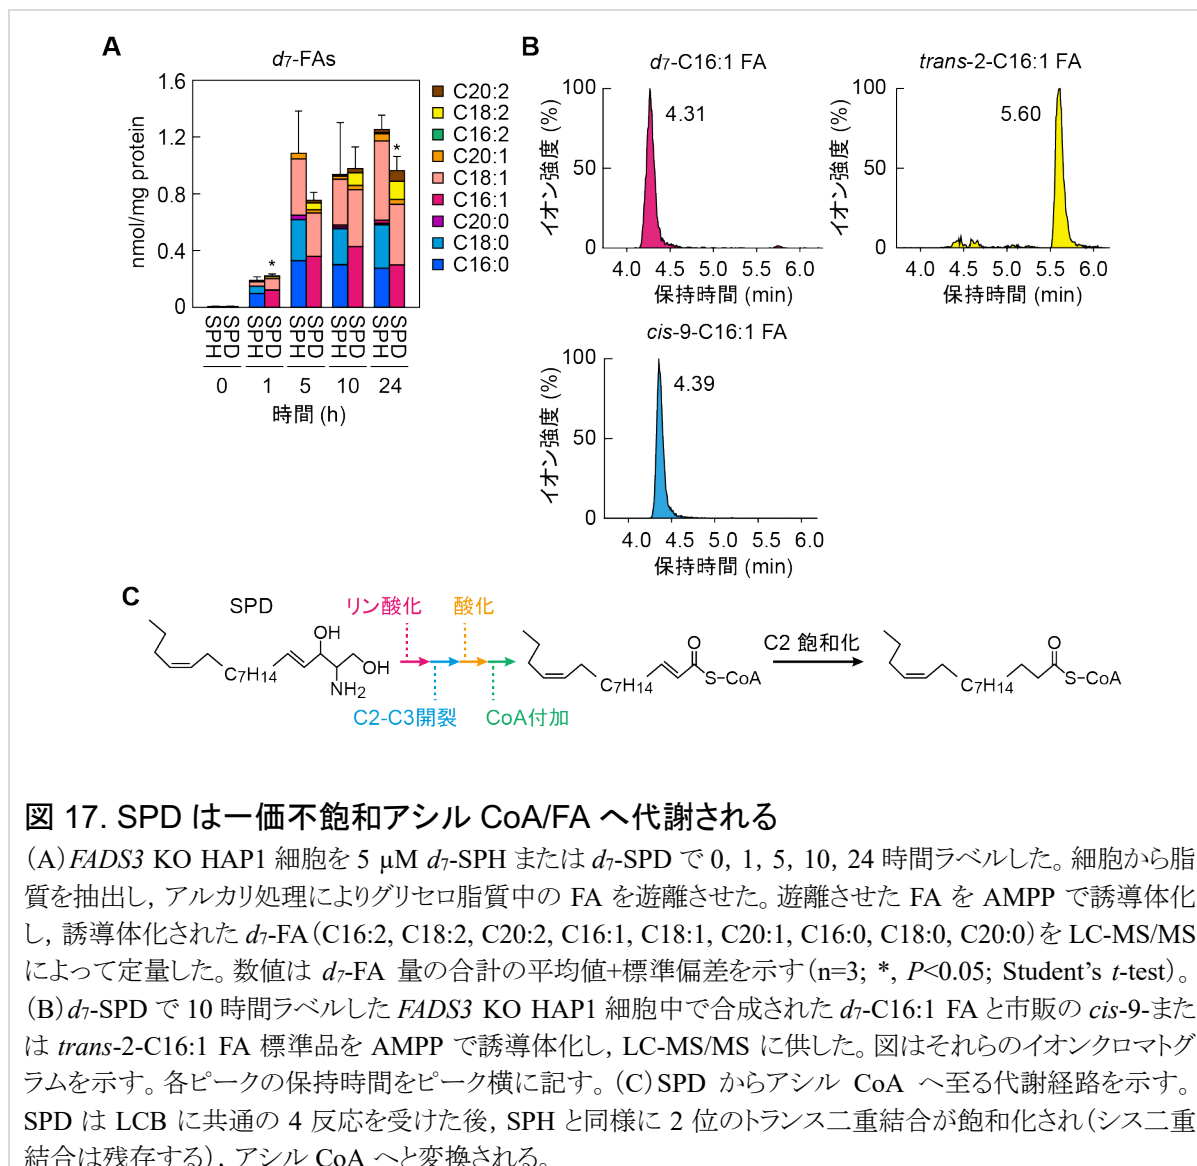 A
d7-FAs
nmol/mg protein
1.6
1.2
0.8
0.4
0
SPH SPD SPH SPD SPH SPD SPH SPD SPH SPD
0 1 5 10 24
時間 (h)
*
*
C20:2
C18:2
C16:2
C20:1
C18:1
C16:1
C20:0
C18:0
C16:0
B
d7-C16:1 FA
イオン強度 (%)
100
50
0
4.31
4.0 4.5 5.0 5.5 6.0
保持時間 (min)
trans-2-C16:1 FA
イオン強度 (%)
100
50
0
5.60
4.0 4.5 5.0 5.5 6.0
保持時間 (min)
cis-9-C16:1 FA
イオン強度 (%)
100
50
0
4.39
4.0 4.5 5.0 5.5 6.0
保持時間 (min)
C
SPD
OH
OH
NH2
C7H14
リン酸化
酸化
C2-C3開裂
CoA付加
O
S-CoA
C7H14
C2 飽和化
O
S-CoA
C7H14
図 17. SPD は一価不飽和アシル CoA/FA へ代謝される
（A）FADS3 KO HAP1 細胞を 5 µM d7-SPH または d7-SPD で 0, 1, 5, 10, 24 時間ラベルした。細胞から脂
質を抽出し，アルカリ処理によりグリセロ脂質中の FA を遊離させた。遊離させた FA を AMPP で誘導体化
し，誘導体化された d7-FA（C16:2, C18:2, C20:2, C16:1, C18:1, C20:1, C16:0, C18:0, C20:0）を LC-MS/MS
によって定量した。数値は d7-FA 量の合計の平均値+標準偏差を示す（n=3; *, P<0.05; Student’s t-test）。
（B）d7-SPD で 10 時間ラベルした FADS3 KO HAP1 細胞中で合成された d7-C16:1 FA と市販の cis-9-また
は trans-2-C16:1 FA 標準品を AMPP で誘導体化し，LC-MS/MS に供した。図はそれらのイオンクロマトグ
ラムを示す。各ピークの保持時間をピーク横に記す。（C）SPD からアシル CoA へ至る代謝経路を示す。
SPD は LCB に共通の 4 反応を受けた後，SPH と同様に 2 位のトランス二重結合が飽和化され（シス二重
結合は残存する），アシル CoA へと変換される。